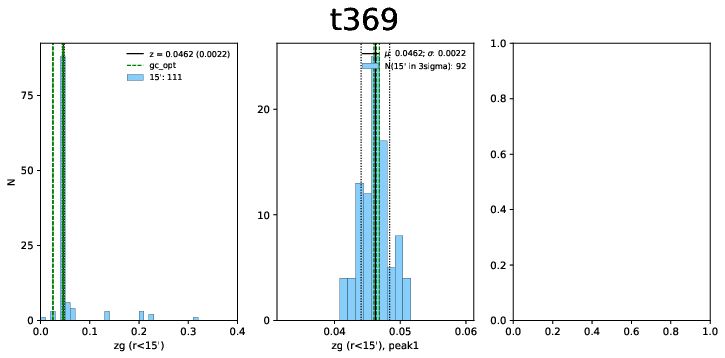 t369
z = 0.0462 (0.0022)
gc_opt
15': 111
75
50
25
0
N
0.0 0.1 0.2 0.3 0.4
zg (r<15')
μ: 0.0462; σ: 0.0022
N(15' in 3sigma): 92
20
10
0
0.04 0.05 0.06
zg (r<15'), peak1
1.0
0.8
0.6
0.4
0.2
0.0
0.0 0.2 0.4 0.6 0.8 1.0